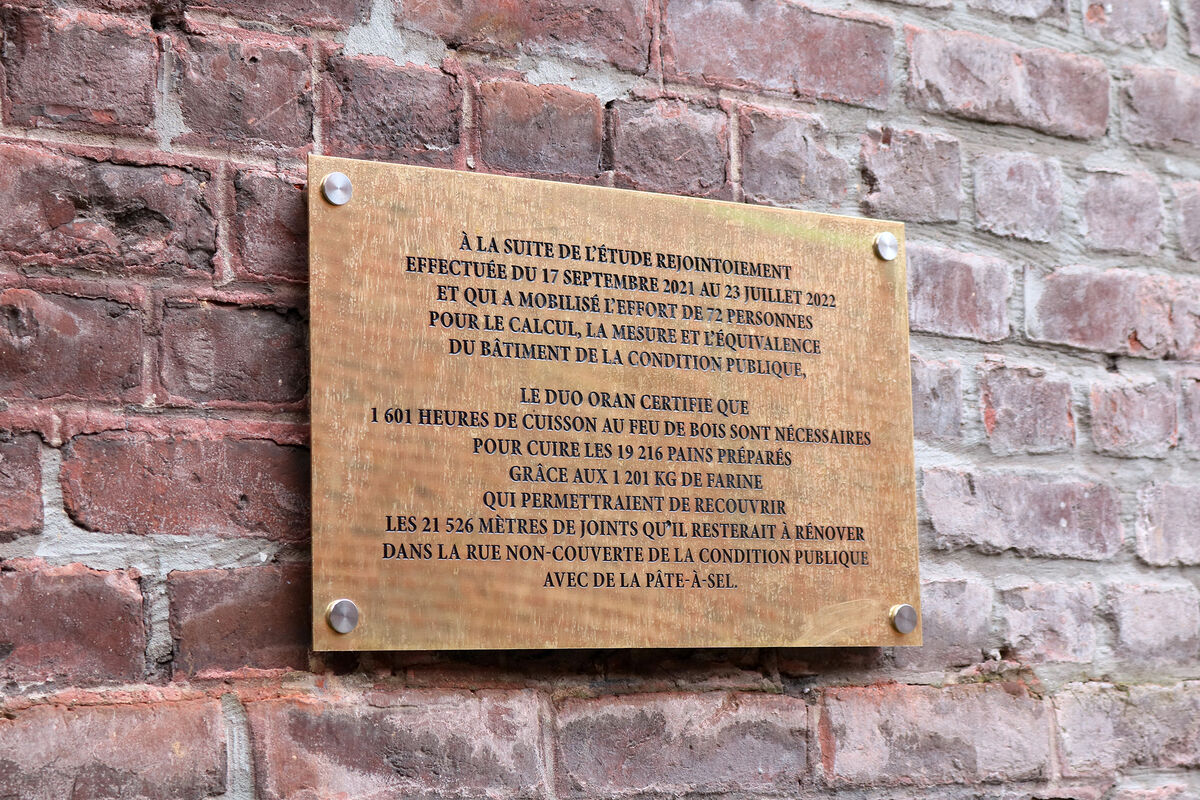 À LA SUITE DE L'ÉTUDE REJOINTOIEMENT
EFFECTUÉE DU 17 SEPTEMBRE 2021 AU 23 JUILLET 2022
ET QUI A MOBILISÉ L'EFFORT DE 72 PERSONNES
POUR LE CALCUL, LA MESURE ET L'ÉQUIVALENCE
DU BÂTIMENT DE LA CONDITION PUBLIQUE,
LE DUO ORAN CERTIFIE QUE
1 601 HEURES DE CUISSON AU FEU DE BOIS SONT NÉCESSAIRES
POUR CUIRE LES 19 216 PAINS PRÉPARÉS
GRÂCE AUX 1 201 KG DE FARINE
QUI PERMETTRAIENT DE RECOUVRIR
LES 21 526 MÈTRES DE JOINTS QU'IL RESTERAIT À RÉNOVER
DANS LA RUE NON-COUVERTE DE LA CONDITION PUBLIQUE
AVEC DE LA PÂTE-À-SEL.